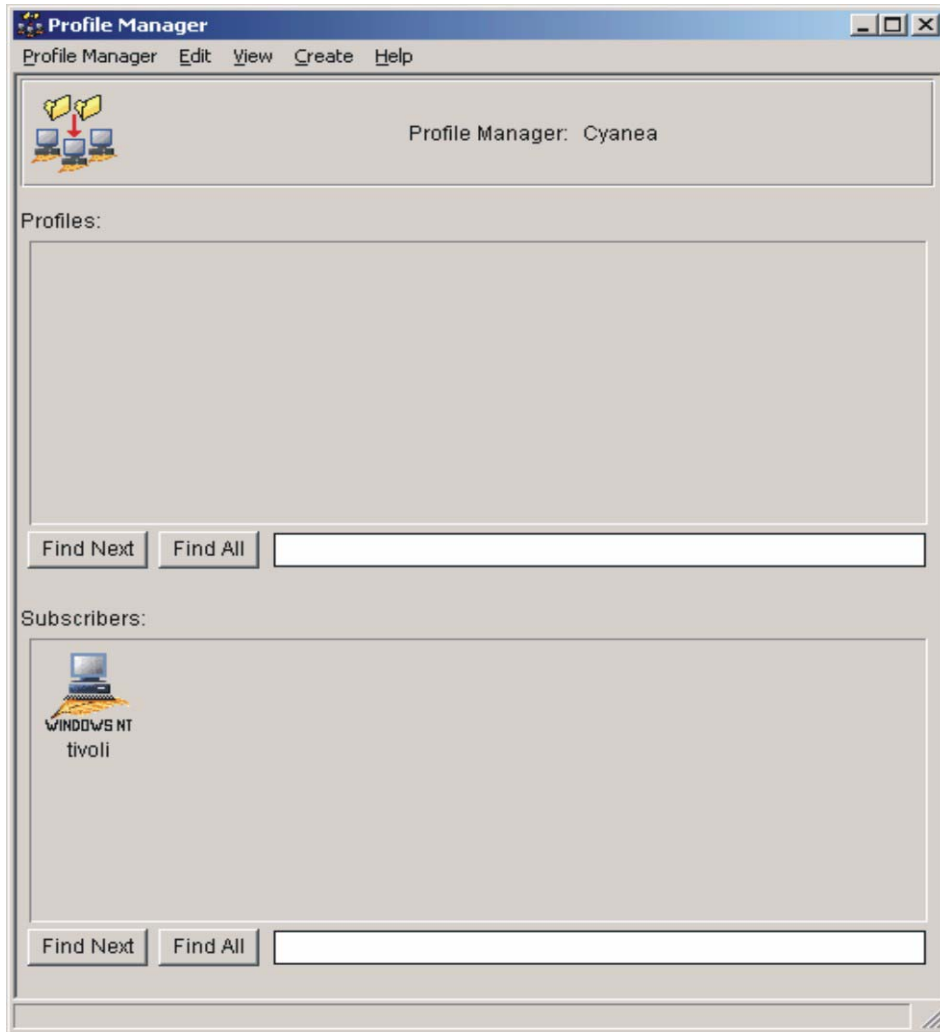 Profile Manager
Profile Manager Edit View Create Help
Profile Manager: Cyanea
Profiles:
Find Next Find All
Subscribers:
WINDOWS NT
tivoli
Find Next Find All